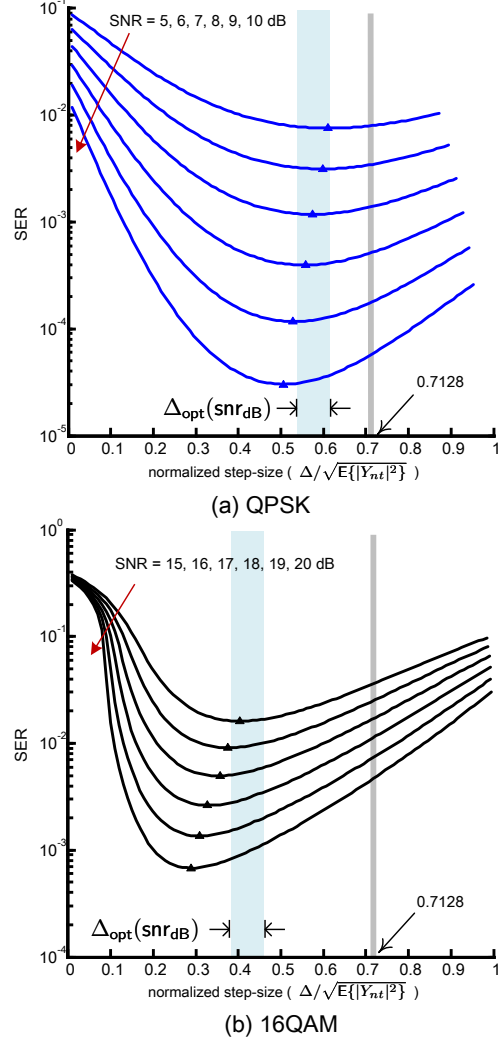 10⁻¹
SNR = 5, 6, 7, 8, 9, 10 dB
10⁻²
SER
10⁻³
10⁻⁴
Δopt(snrdB)
0.7128
10⁻⁵
0 0.1 0.2 0.3 0.4 0.5 0.6 0.7 0.8 0.9 1
normalized step-size ( Δ/√E{|Yₙₜ|²} )
(a) QPSK
10⁰
SNR = 15, 16, 17, 18, 19, 20 dB
10⁻¹
SER
10⁻²
10⁻³
Δopt(snrdB)
0.7128
10⁻⁴
0 0.1 0.2 0.3 0.4 0.5 0.6 0.7 0.8 0.9 1
normalized step-size ( Δ/√E{|Yₙₜ|²} )
(b) 16QAM